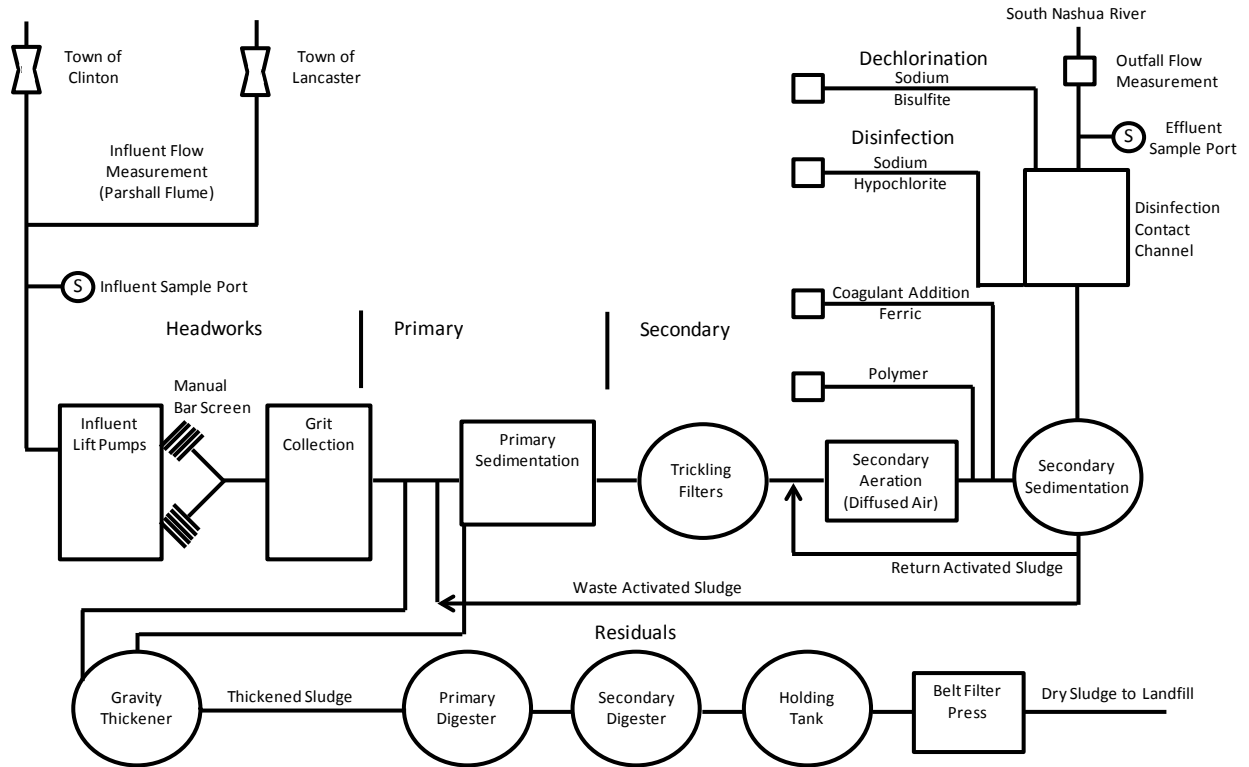 South Nashua River
Town of
Clinton
Town of
Lancaster
Dechlorination
Sodium
Bisulfite
Outfall Flow
Measurement
S
Effluent
Sample Port
Influent Flow
Measurement
(Parshall Flume)
Disinfection
Sodium
Hypochlorite
Disinfection
Contact
Channel
S
Influent Sample Port
Coagulant Addition
Ferric
Headworks
Primary
Secondary
Polymer
Manual
Bar Screen
Influent
Lift Pumps
Grit
Collection
Primary
Sedimentation
Trickling
Filters
Secondary
Aeration
(Diffused Air)
Secondary
Sedimentation
Return Activated Sludge
Waste Activated Sludge
Residuals
Gravity
Thickener
Thickened Sludge
Primary
Digester
Secondary
Digester
Holding
Tank
Belt Filter
Press
Dry Sludge to Landfill